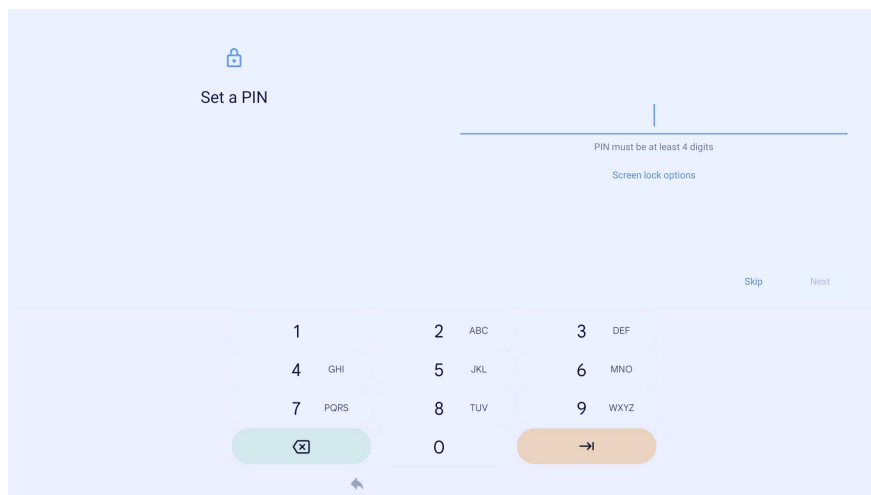 Set a PIN
PIN must be at least 4 digits
Screen lock options
Skip Next
1 2 ABC 3 DEF
4 GHI 5 JKL 6 MNO
7 PQRS 8 TUV 9 WXYZ
0